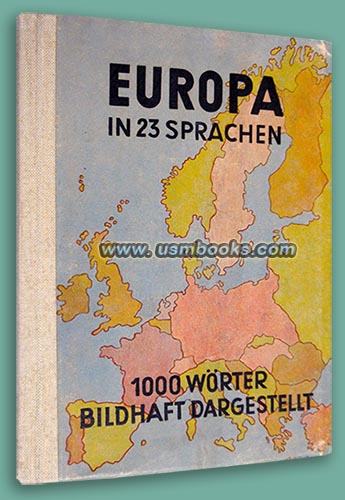 EUROPA
IN 23 SPRACHEN
www.usmbooks.com
1000 WÖRTER
BILDHAFT DARGESTELLT